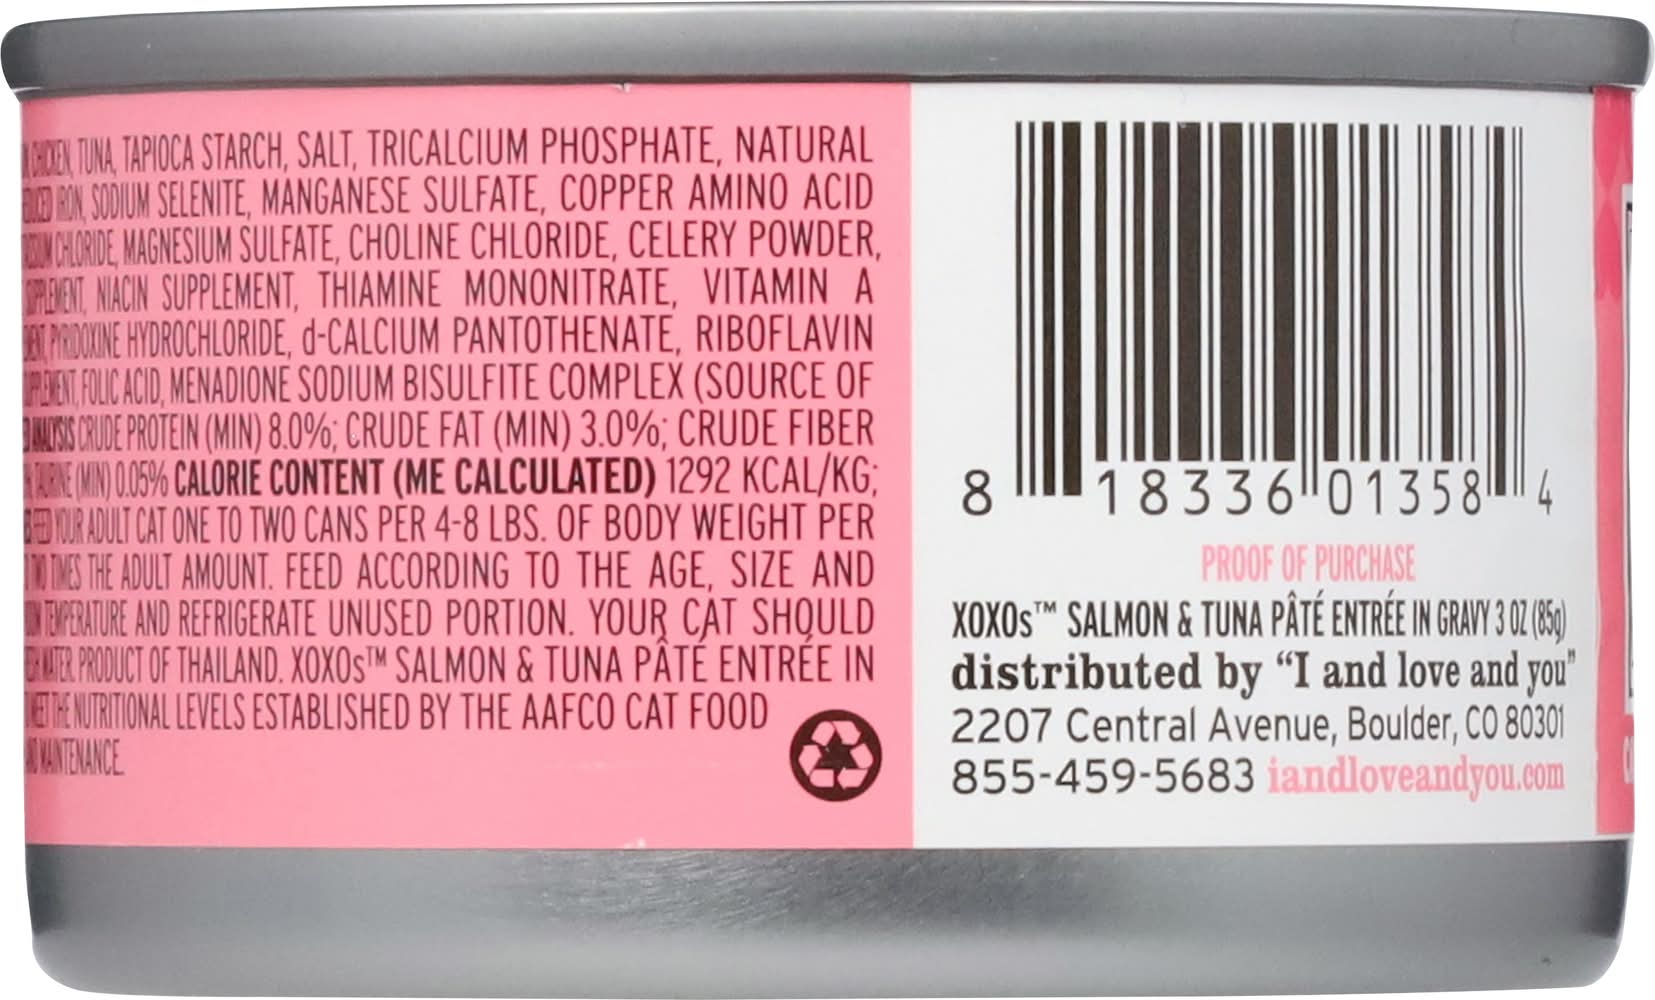 CHICKEN, TUNA, TAPIOCA STARCH, SALT, TRICALCIUM PHOSPHATE, NATURAL
IRON, SODIUM SELENITE, MANGANESE SULFATE, COPPER AMINO ACID
CHLORIDE, MAGNESIUM SULFATE, CHOLINE CHLORIDE, CELERY POWDER,
NIACIN SUPPLEMENT, THIAMINE MONONITRATE, VITAMIN A
PYRIDOXINE HYDROCHLORIDE, d-CALCIUM PANTOTHENATE, RIBOFLAVIN
FOLIC ACID, MENADIONE SODIUM BISULFITE COMPLEX (SOURCE OF
ANALYSIS CRUDE PROTEIN (MIN) 8.0%; CRUDE FAT (MIN) 3.0%; CRUDE FIBER
TAURINE (MIN) 0.05% CALORIE CONTENT (ME CALCULATED) 1292 KCAL/KG;
FEED YOUR ADULT CAT ONE TO TWO CANS PER 4-8 LBS. OF BODY WEIGHT PER
TWO TIMES THE ADULT AMOUNT. FEED ACCORDING TO THE AGE, SIZE AND
TEMPERATURE AND REFRIGERATE UNUSED PORTION. YOUR CAT SHOULD
WATER PRODUCT OF THAILAND. XOXOs™ SALMON & TUNA PÂTÉ ENTRÉE IN
MEET THE NUTRITIONAL LEVELS ESTABLISHED BY THE AAFCO CAT FOOD
MAINTENANCE.
8 18336 01358 4
PROOF OF PURCHASE
XOXOs™ SALMON & TUNA PÂTÉ ENTRÉE IN GRAVY 3 OZ (85g)
distributed by “I and love and you”
2207 Central Avenue, Boulder, CO 80301
855-459-5683 iandloveandyou.com